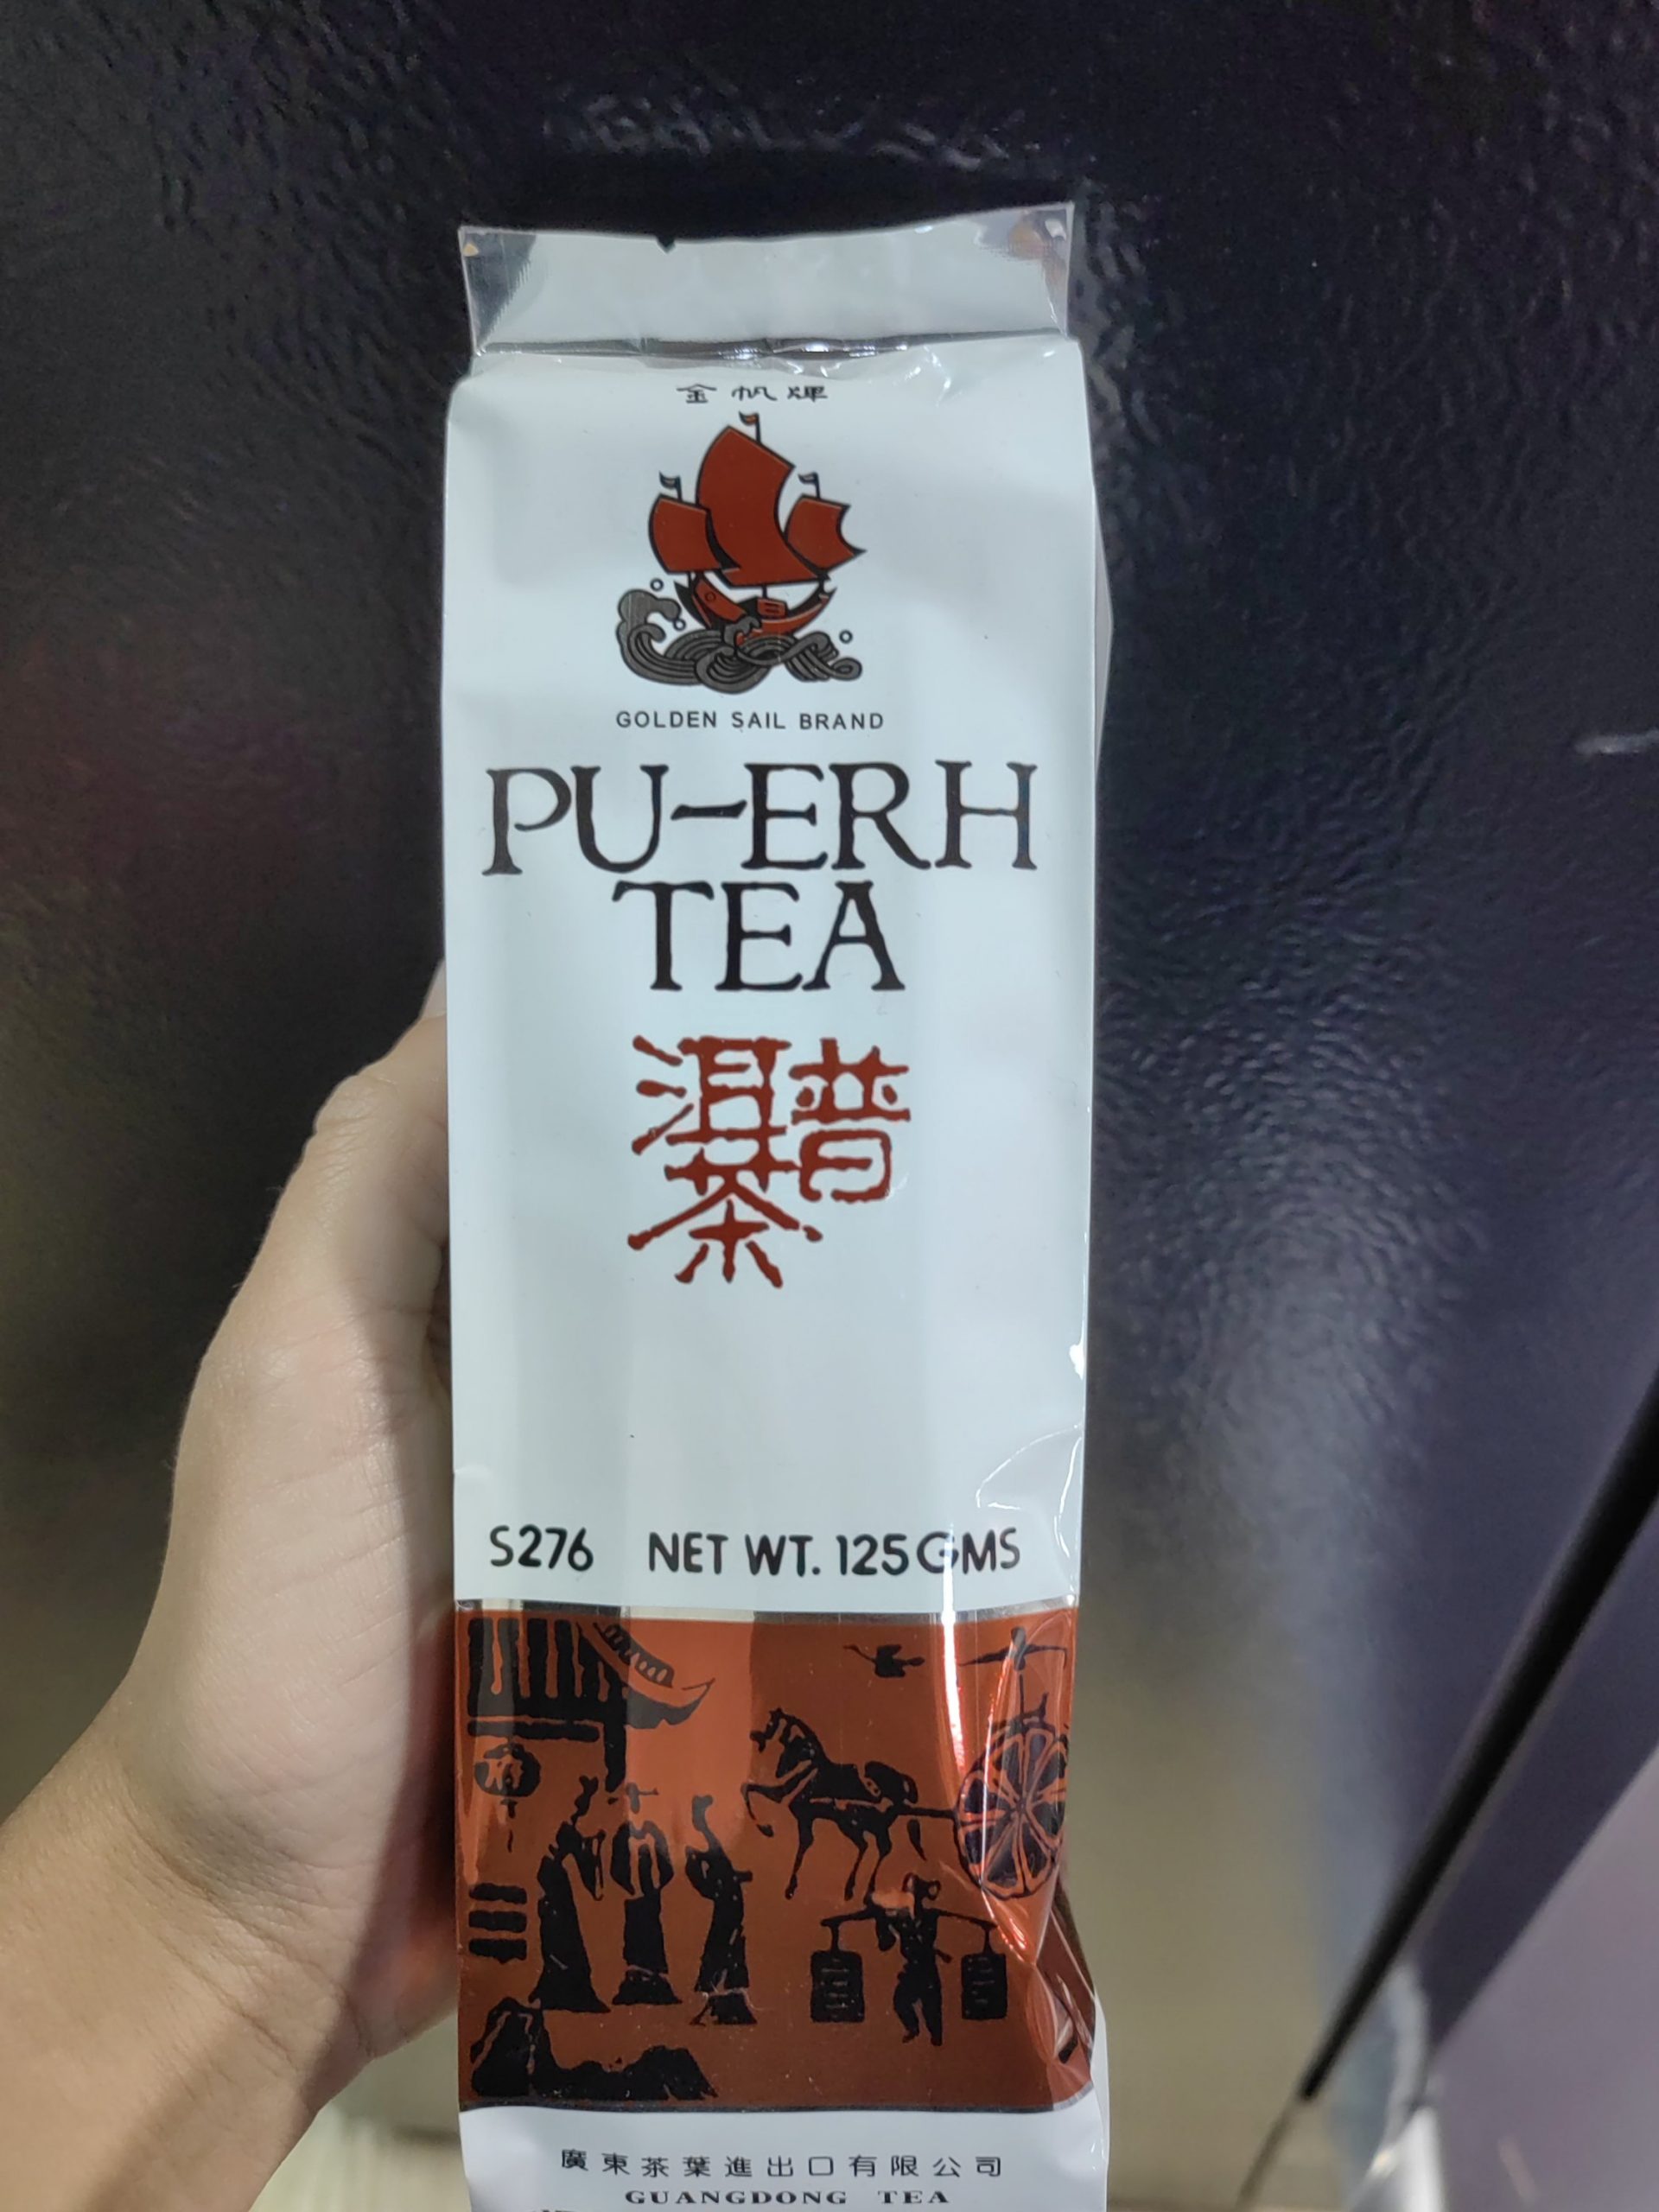 金帆牌
GOLDEN SAIL BRAND
PU-ERH
TEA
普洱
茶
S276 NET WT. 125GMS
廣東茶葉進出口有限公司
GUANGDONG TEA